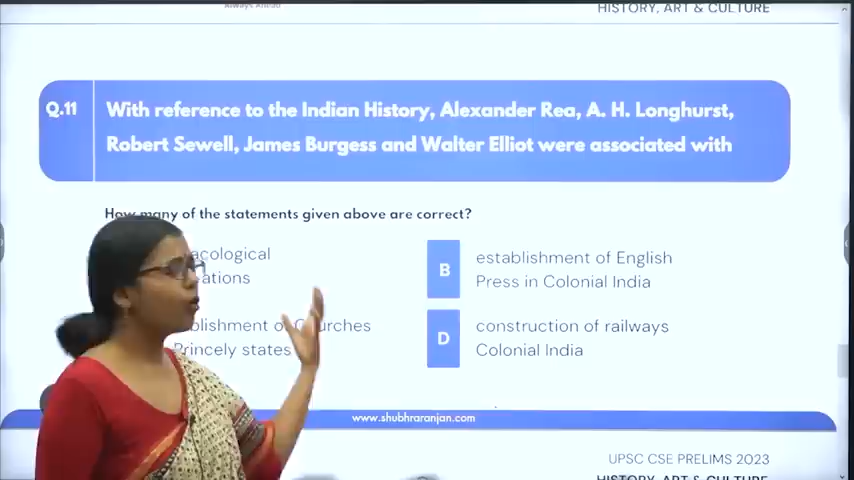 Always Ahead
HISTORY, ART & CULTURE
Q.11
With reference to the Indian History, Alexander Rea, A. H. Longhurst,
Robert Sewell, James Burgess and Walter Elliot were associated with
How many of the statements given above are correct?
acological
ations
B
establishment of English
Press in Colonial India
blishment of Churches
Princely states
D
construction of railways
Colonial India
www.shubhraranjan.com
UPSC CSE PRELIMS 2023
HISTORY, ART & CULTURE